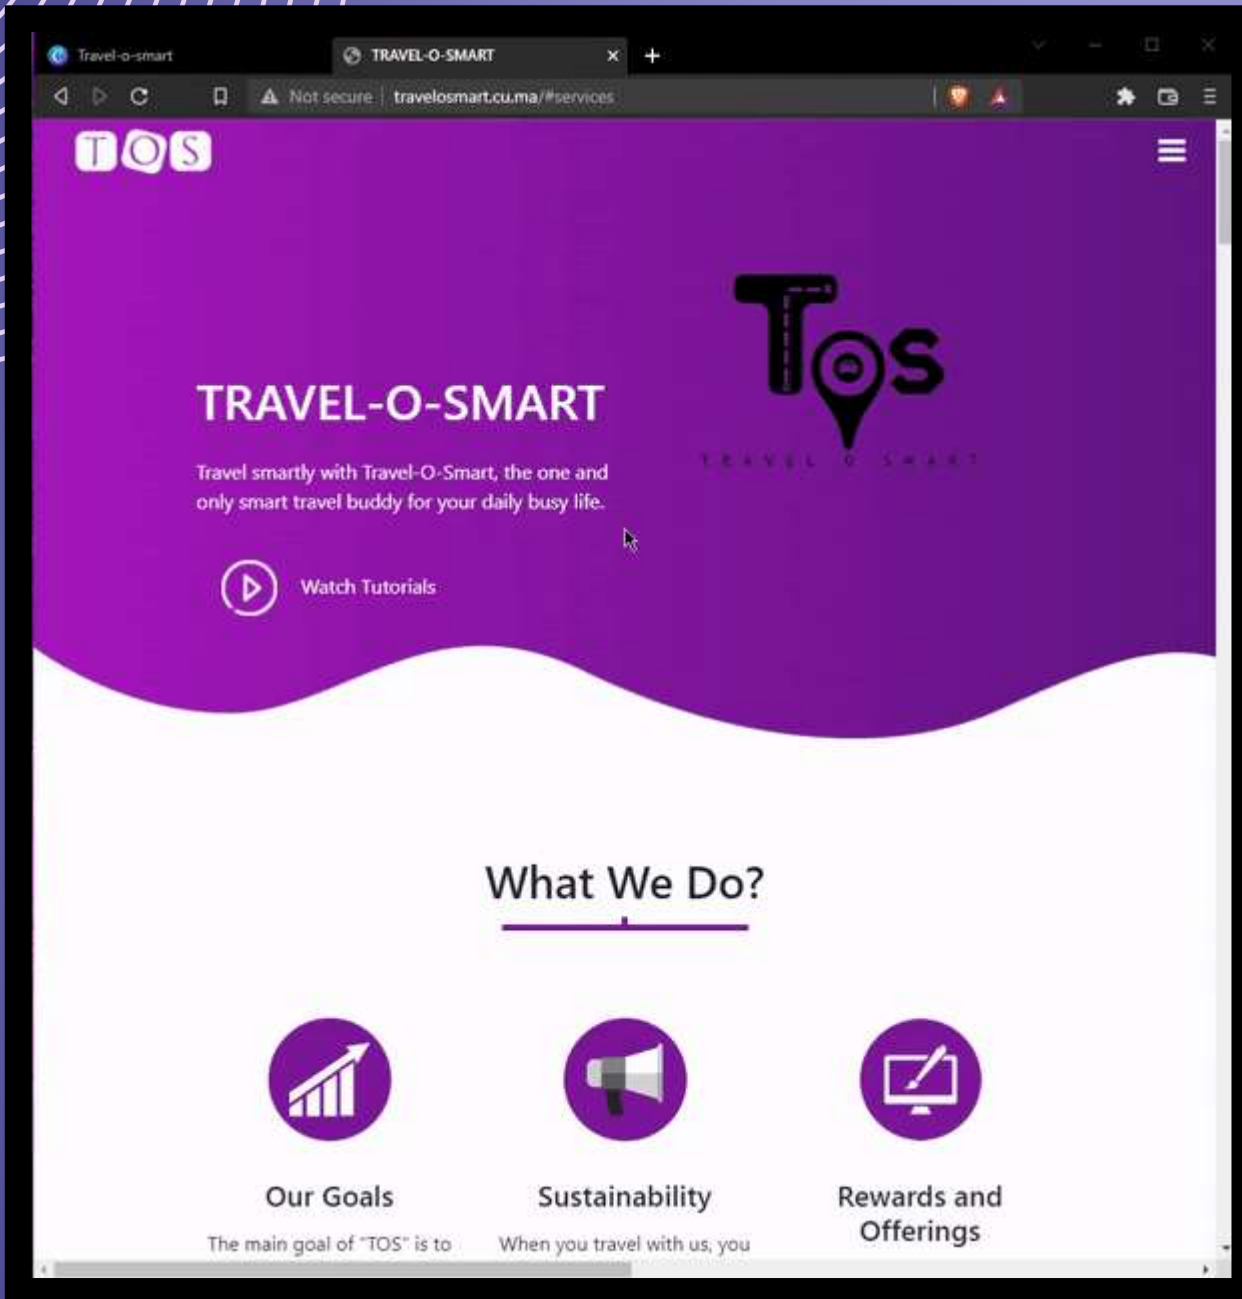 Travel-o-smart
TRAVEL-O-SMART
Not secure | travelosmart.cu.ma/#services
TOS
Tos
TRAVEL O SMART
TRAVEL-O-SMART
Travel smartly with Travel-O-Smart, the one and
only smart travel buddy for your daily busy life.
Watch Tutorials
What We Do?
Our Goals
Sustainability
Rewards and
Offerings
The main goal of "TOS" is to
When you travel with us, you